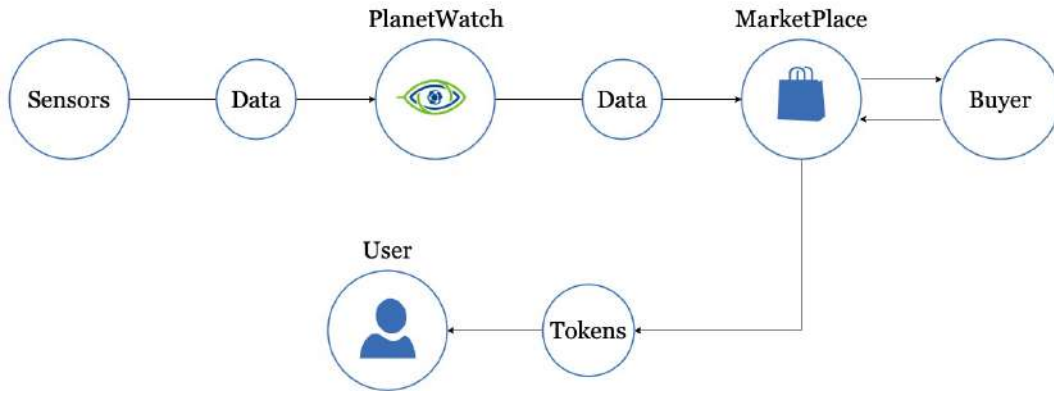 PlanetWatch
MarketPlace
Sensors
Data
Data
Buyer
User
Tokens